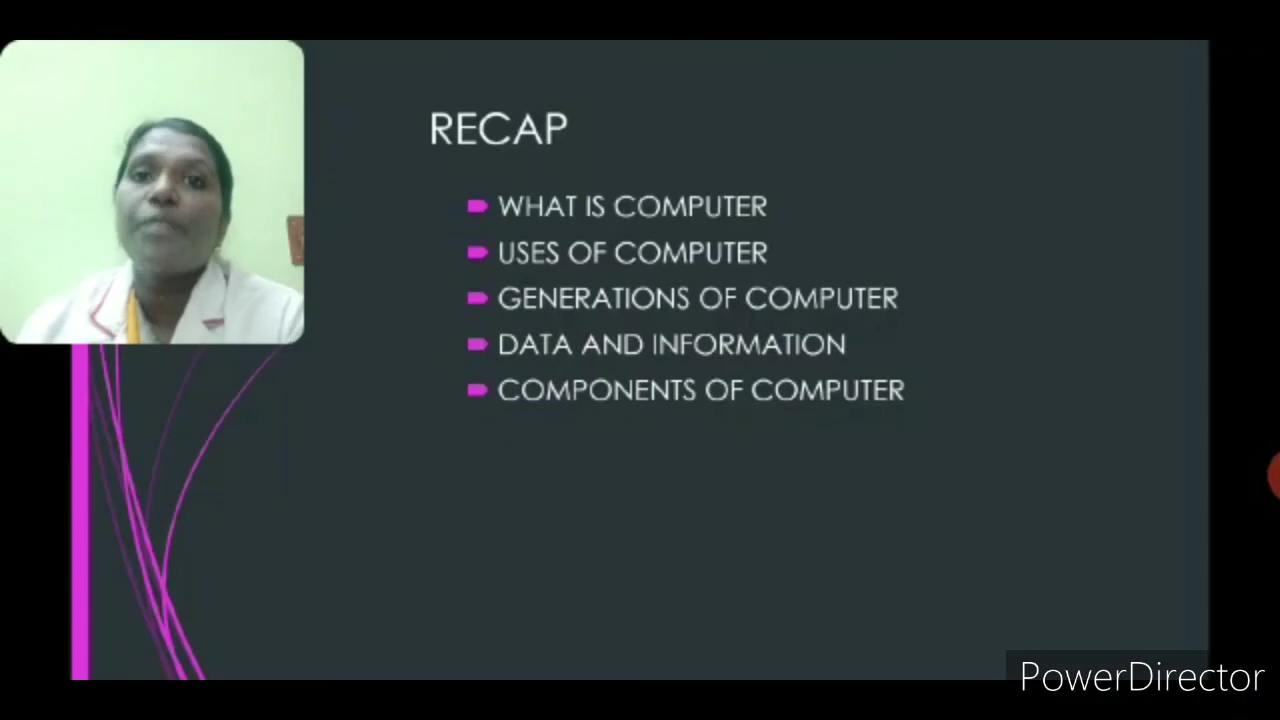 RECAP
WHAT IS COMPUTER
USES OF COMPUTER
GENERATIONS OF COMPUTER
DATA AND INFORMATION
COMPONENTS OF COMPUTER
PowerDirector